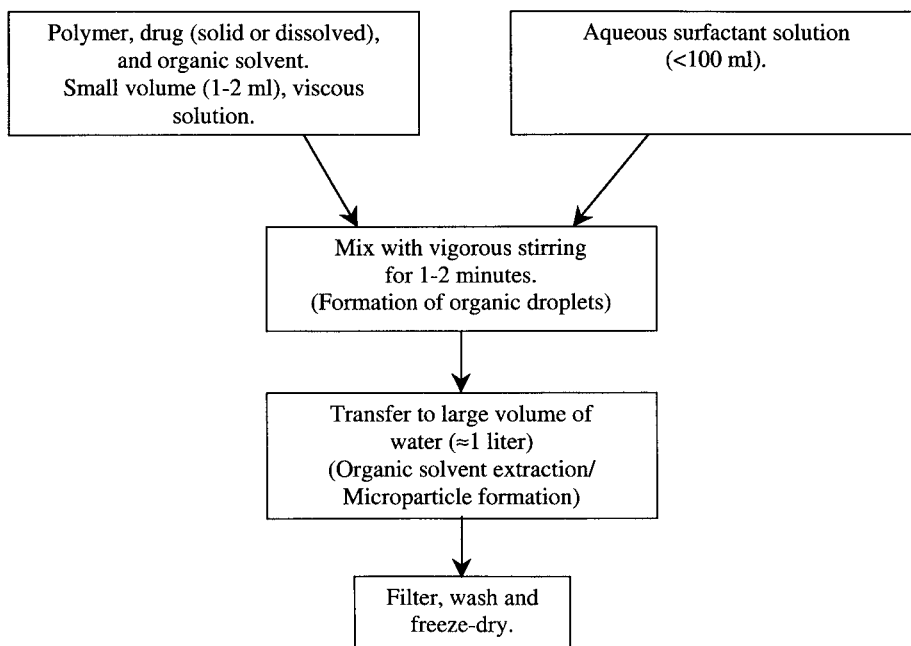 Polymer, drug (solid or dissolved),
and organic solvent.
Small volume (1-2 ml), viscous
solution.
Aqueous surfactant solution
(<100 ml).
Mix with vigorous stirring
for 1-2 minutes.
(Formation of organic droplets)
Transfer to large volume of
water (≈1 liter)
(Organic solvent extraction/
Microparticle formation)
Filter, wash and
freeze-dry.